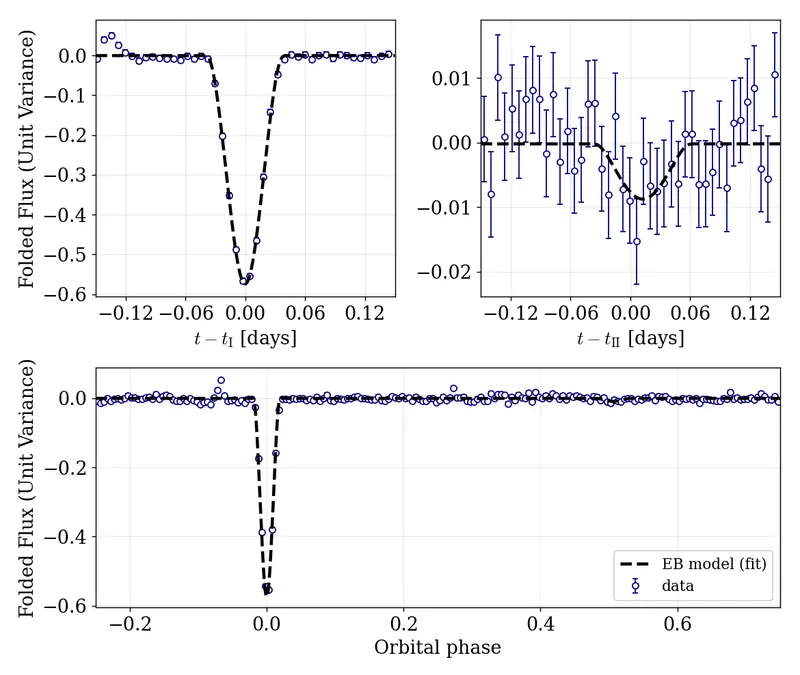 Folded Flux (Unit Variance)
0.0
−0.1
−0.2
−0.3
−0.4
−0.5
−0.6
−0.12 −0.06 0.00 0.06 0.12
t − t_I [days]
0.01
0.00
−0.01
−0.02
−0.12 −0.06 0.00 0.06 0.12
t − t_II [days]
Folded Flux (Unit Variance)
0.0
−0.2
−0.4
−0.6
−0.2 0.0 0.2 0.4 0.6
Orbital phase
EB model (fit)
data